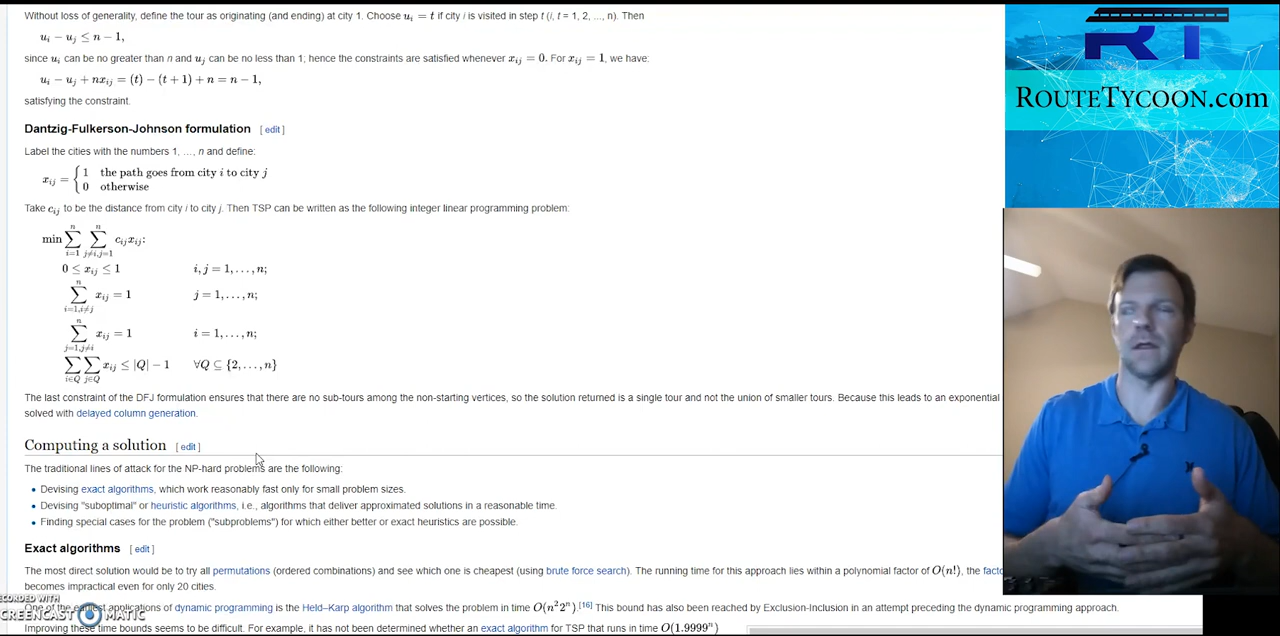 Without loss of generality, define the tour as originating (and ending) at city 1. Choose uᵢ = t if city i is visited in step t (i, t = 1, 2, ..., n). Then
uᵢ − uⱼ ≤ n − 1,
since uᵢ can be no greater than n and uⱼ can be no less than 1; hence the constraints are satisfied whenever xᵢⱼ = 0. For xᵢⱼ = 1, we have:
uᵢ − uⱼ + nxᵢⱼ = (t) − (t + 1) + n = n − 1,
satisfying the constraint.
Dantzig-Fulkerson-Johnson formulation [ edit ]
Label the cities with the numbers 1, ..., n and define:
xᵢⱼ = { 1 the path goes from city i to city j
0 otherwise
Take cᵢⱼ to be the distance from city i to city j. Then TSP can be written as the following integer linear programming problem:
min ∑_{i=1}^{n} ∑_{j≠i,j=1}^{n} cᵢⱼxᵢⱼ:
0 ≤ xᵢⱼ ≤ 1 i, j = 1, . . . , n;
∑_{i=1,i≠j}^{n} xᵢⱼ = 1 j = 1, . . . , n;
∑_{j=1,j≠i}^{n} xᵢⱼ = 1 i = 1, . . . , n;
∑_{i∈Q} ∑_{j∈Q} xᵢⱼ ≤ |Q| − 1 ∀Q ⊆ {2, . . . , n}
The last constraint of the DFJ formulation ensures that there are no sub-tours among the non-starting vertices, so the solution returned is a single tour and not the union of smaller tours. Because this leads to an exponential
solved with delayed column generation.
Computing a solution [ edit ]
The traditional lines of attack for the NP-hard problems are the following:
• Devising exact algorithms, which work reasonably fast only for small problem sizes.
• Devising "suboptimal" or heuristic algorithms, i.e., algorithms that deliver approximated solutions in a reasonable time.
• Finding special cases for the problem ("subproblems") for which either better or exact heuristics are possible.
Exact algorithms [ edit ]
The most direct solution would be to try all permutations (ordered combinations) and see which one is cheapest (using brute force search). The running time for this approach lies within a polynomial factor of O(n!), the
becomes impractical even for only 20 cities.
One of the earliest applications of dynamic programming is the Held–Karp algorithm that solves the problem in time O(n²2ⁿ).[16] This bound has also been reached by Exclusion-Inclusion in an attempt preceding the dynamic programming approach.
Improving these time bounds seems to be difficult. For example, it has not been determined whether an exact algorithm for TSP that runs in time O(1.9999ⁿ)
RT
ROUTETYCOON.com
RECORDED WITH
SCREENCAST MATIC